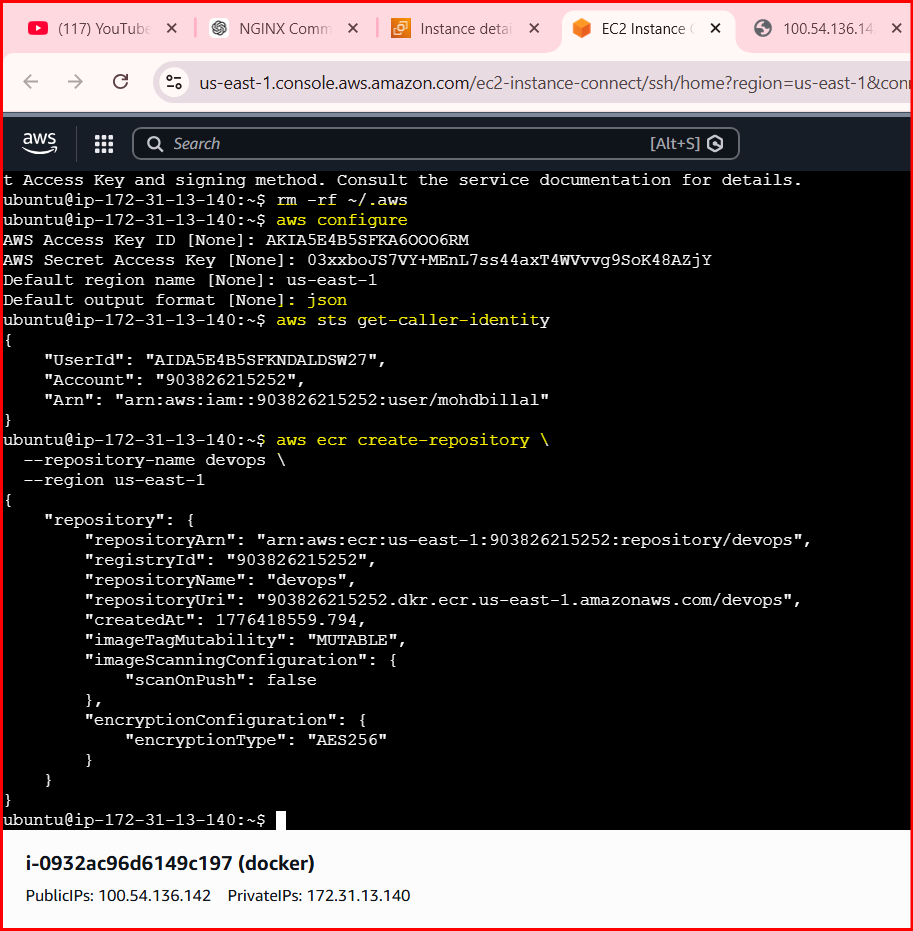 (117) YouTube
NGINX Comm
Instance detai
EC2 Instance C
100.54.136.14
us-east-1.console.aws.amazon.com/ec2-instance-connect/ssh/home?region=us-east-1&conn
aws
Search
[Alt+S]
t Access Key and signing method. Consult the service documentation for details.
ubuntu@ip-172-31-13-140:~$ rm -rf ~/.aws
ubuntu@ip-172-31-13-140:~$ aws configure
AWS Access Key ID [None]: AKIA5E4B5SFKA6OOO6RM
AWS Secret Access Key [None]: 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
Default region name [None]: us-east-1
Default output format [None]: json
ubuntu@ip-172-31-13-140:~$ aws sts get-caller-identity
{
    "UserId": "AIDA5E4B5SFKNDALDSW27",
    "Account": "903826215252",
    "Arn": "arn:aws:iam::903826215252:user/mohdbillal"
}
ubuntu@ip-172-31-13-140:~$ aws ecr create-repository \
  --repository-name devops \
  --region us-east-1
{
    "repository": {
        "repositoryArn": "arn:aws:ecr:us-east-1:903826215252:repository/devops",
        "registryId": "903826215252",
        "repositoryName": "devops",
        "repositoryUri": "903826215252.dkr.ecr.us-east-1.amazonaws.com/devops",
        "createdAt": 1776418559.794,
        "imageTagMutability": "MUTABLE",
        "imageScanningConfiguration": {
            "scanOnPush": false
        },
        "encryptionConfiguration": {
            "encryptionType": "AES256"
        }
    }
}
ubuntu@ip-172-31-13-140:~$
i-0932ac96d6149c197 (docker)
PublicIPs: 100.54.136.142 PrivateIPs: 172.31.13.140